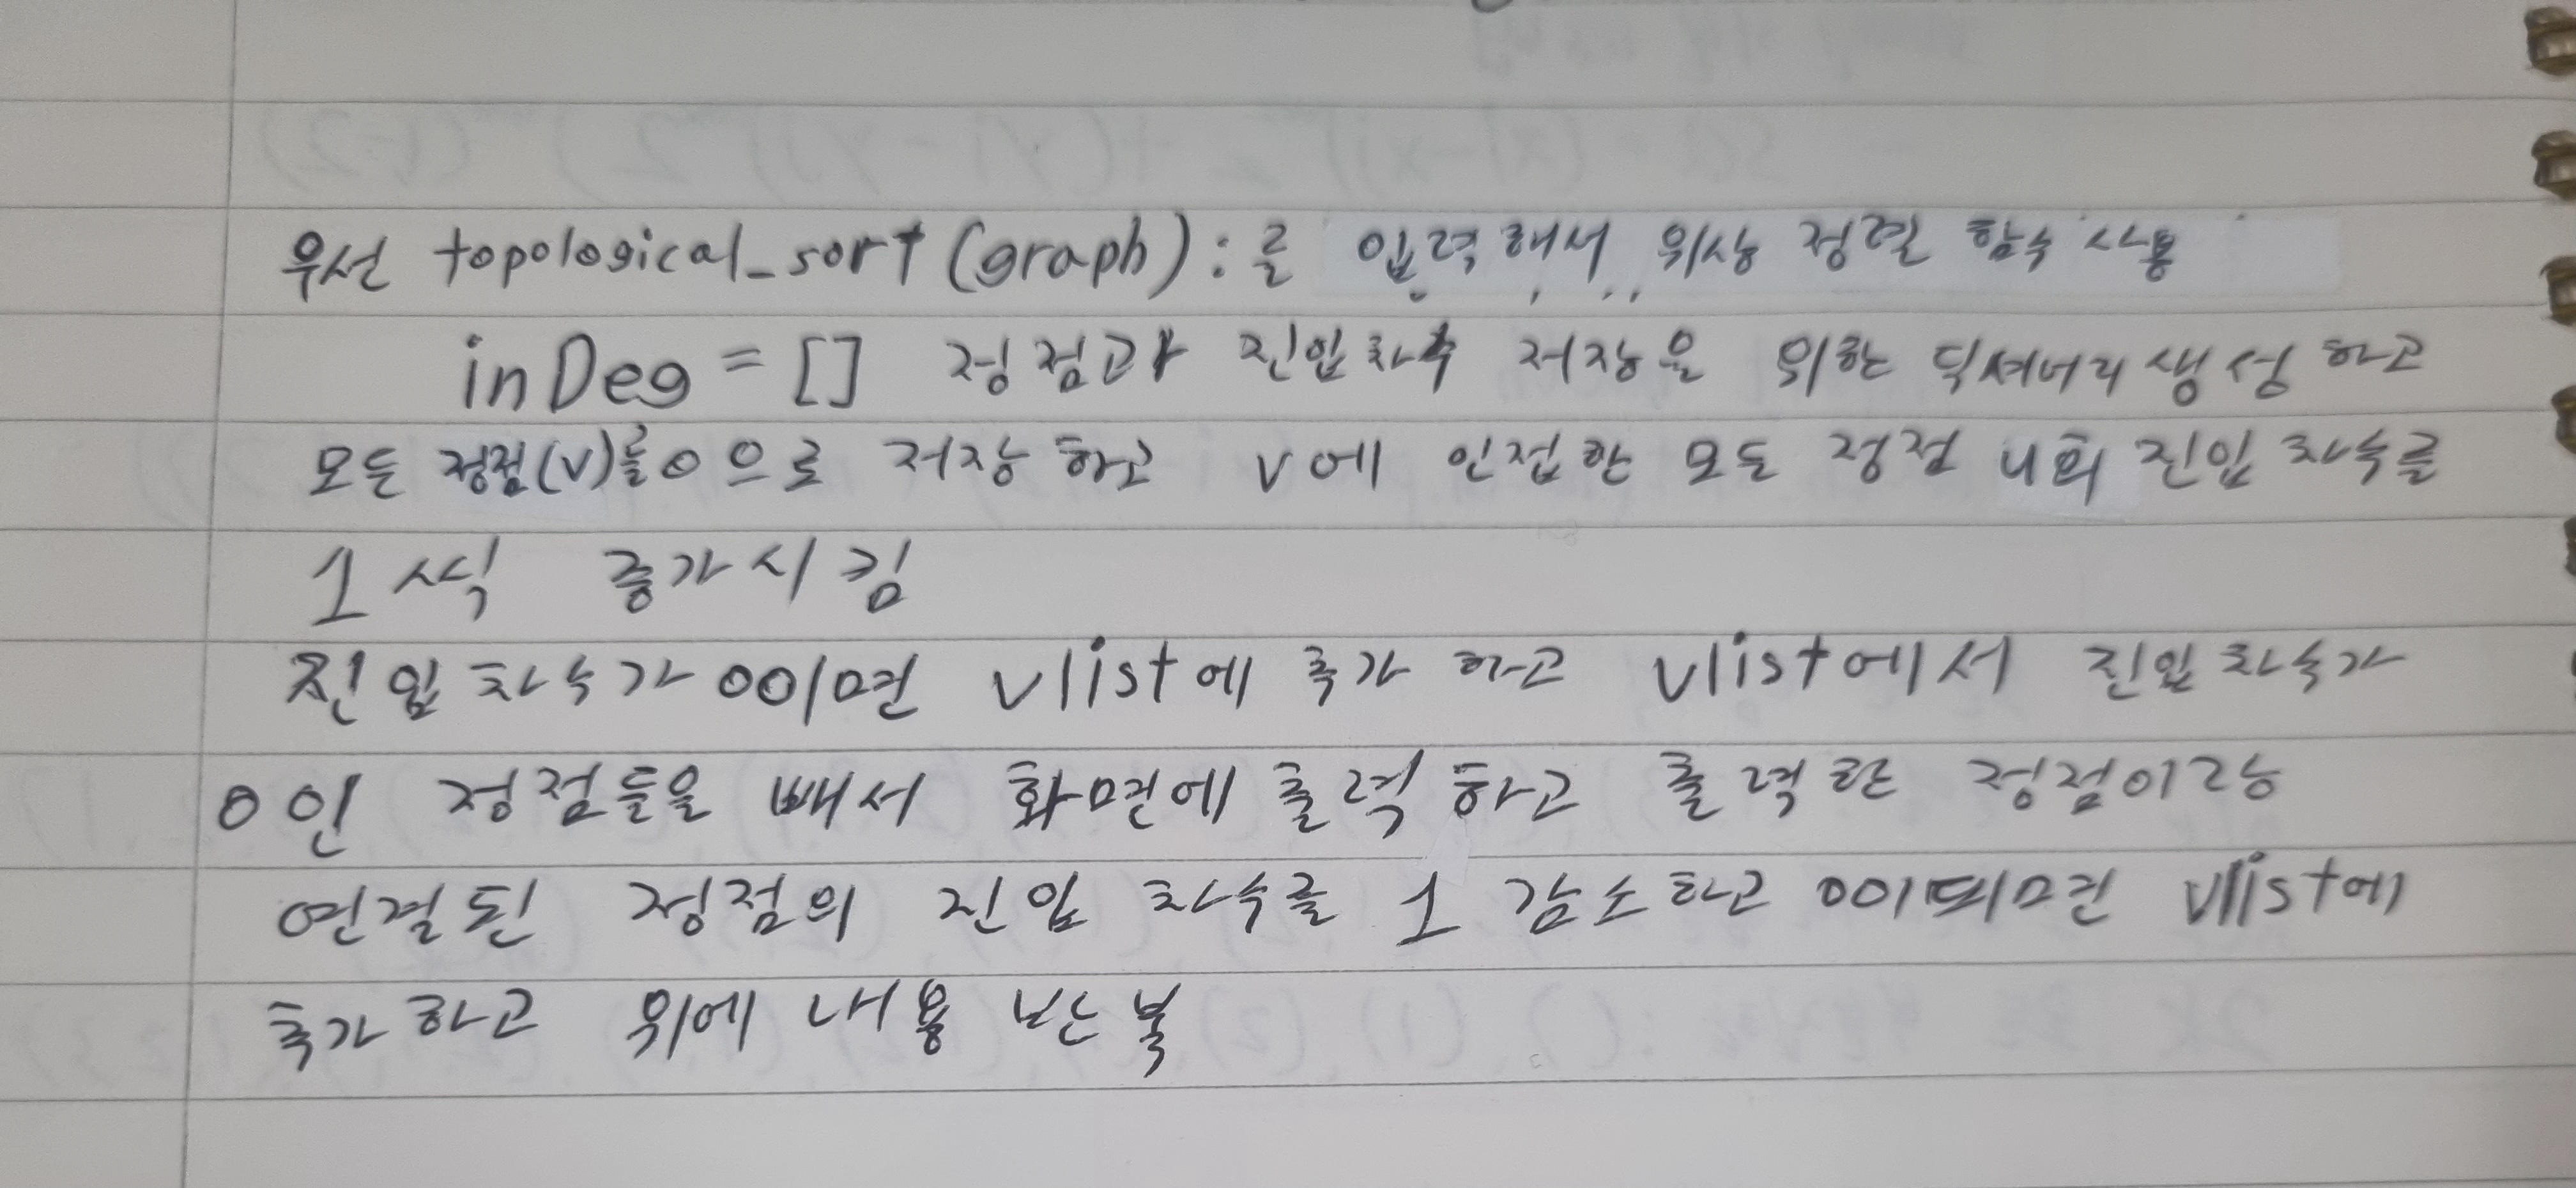 우선 topological_sort(graph):를 입력해서 위상 정렬 함수 사용
inDeg = [] 정점과 진입차수 저장을 위한 딕셔너리 생성하고
모든 정점(V)를 0으로 저장하고 V에 인접한 모든 정점 u의 진입 차수를
1씩 증가시킴
진입차수가 0이면 vlist에 추가하고 vlist에서 진입차수가
0인 정점들을 빼서 화면에 출력하고 출력한 정점이랑
연결된 정점의 진입 차수를 1 감소하고 0이되면 vlist에
추가하고 위에 내용 반복